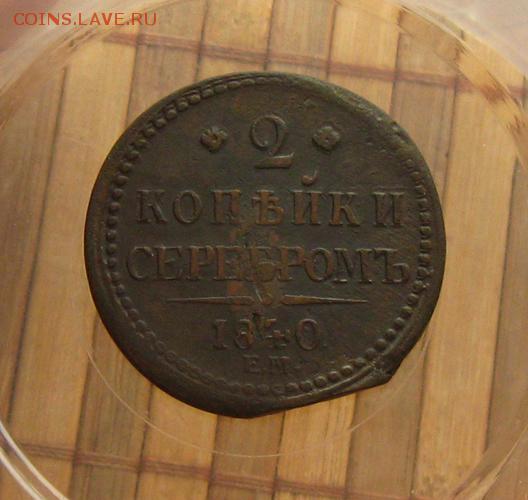 COINS.LAVE.RU
2
КОПѢЙКИ
СЕРЕБРОМЪ
1840
Е.М.